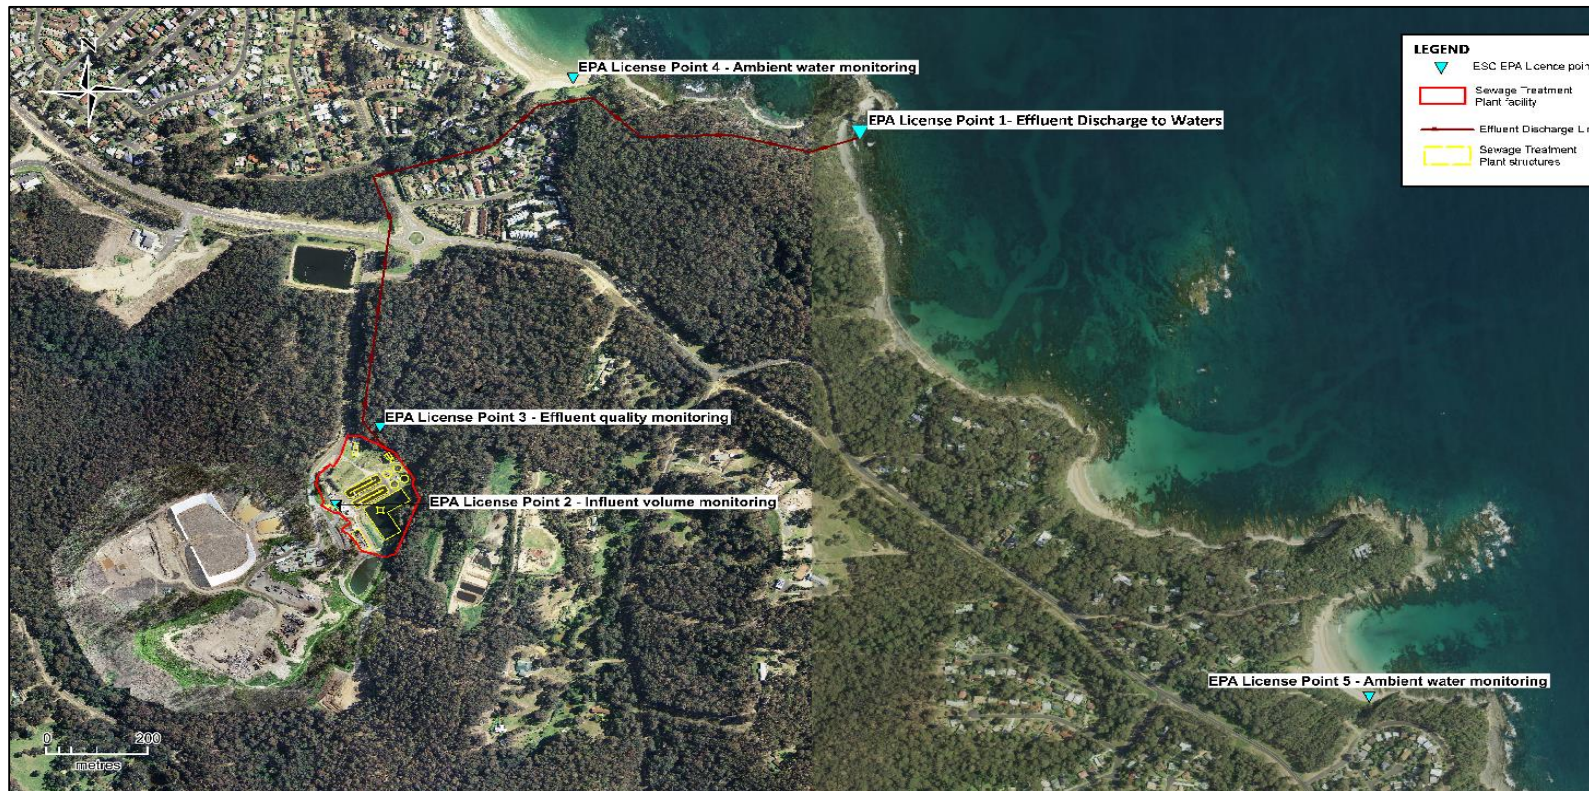 N
EPA License Point 4 - Ambient water monitoring
EPA License Point 1- Effluent Discharge to Waters
LEGEND
ESC EPA Licence poin
Sewage Treatment
Plant facility
Effluent Discharge Li
Sewage Treatment
Plant structures
EPA License Point 3 - Effluent quality monitoring
EPA License Point 2 - Influent volume monitoring
EPA License Point 5 - Ambient water monitoring
0 200
metres